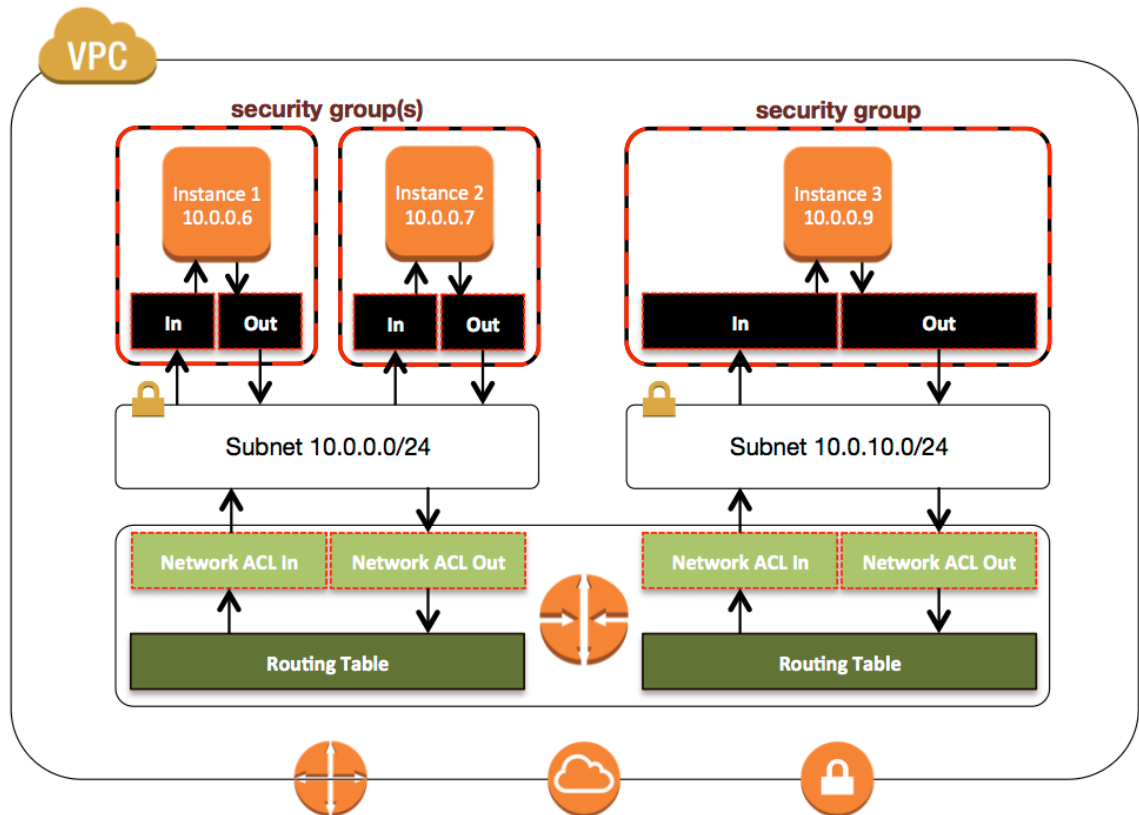 VPC
security group(s)
security group
Instance 1
10.0.0.6
Instance 2
10.0.0.7
Instance 3
10.0.0.9
In
Out
In
Out
In
Out
Subnet 10.0.0.0/24
Subnet 10.0.10.0/24
Network ACL In
Network ACL Out
Network ACL In
Network ACL Out
Routing Table
Routing Table